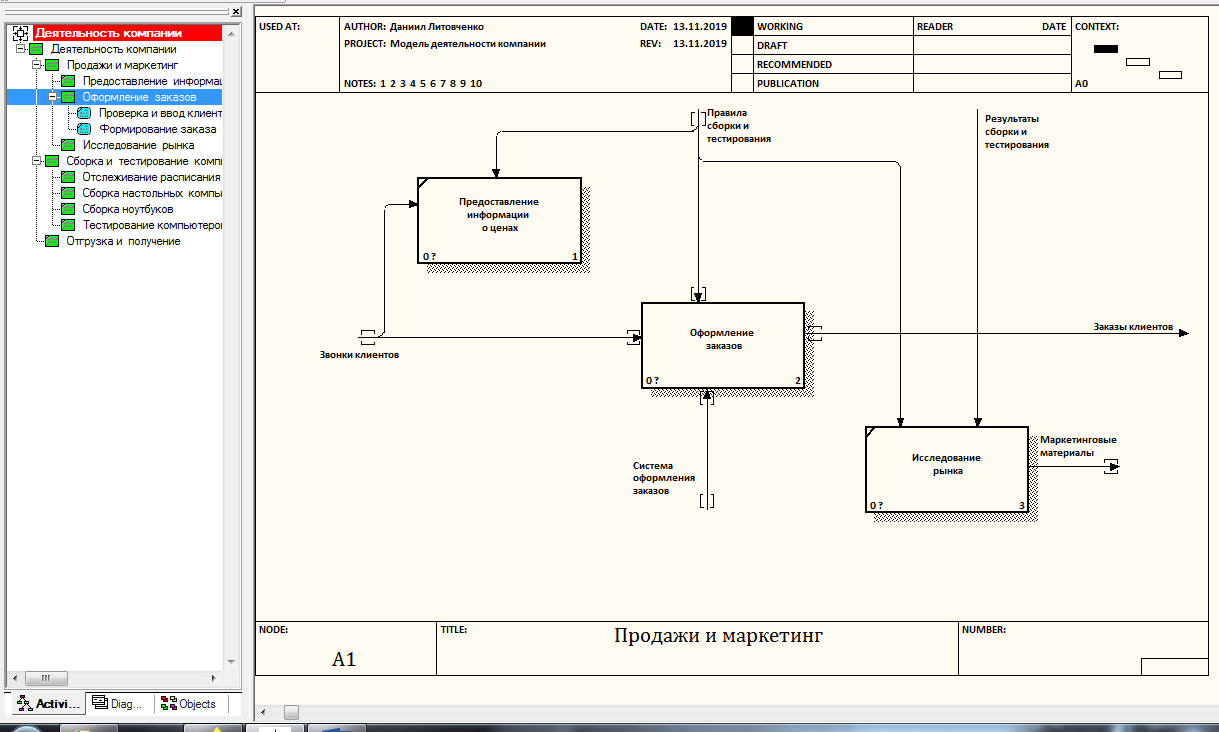 Деятельность компании
Деятельность компании
Продажи и маркетинг
Предоставление информац
Оформление заказов
Проверка и ввод клиент
Формирование заказа
Исследование рынка
Сборка и тестирование комп
Отслеживание расписания
Сборка настольных компь
Сборка ноутбуков
Тестирование компьютеро
Отгрузка и получение
Activi...
Diag...
Objects
USED AT:
AUTHOR: Даниил Литовченко
DATE: 13.11.2019
PROJECT: Модель деятельности компании
REV: 13.11.2019
NOTES: 1 2 3 4 5 6 7 8 9 10
WORKING
DRAFT
RECOMMENDED
PUBLICATION
READER
DATE
CONTEXT:
A0
Правила
сборки и
тестирования
Результаты
сборки и
тестирования
Предоставление
информации
о ценах
0 ?
1
Звонки клиентов
Оформление
заказов
0 ?
2
Заказы клиентов
Система
оформления
заказов
Исследование
рынка
0 ?
3
Маркетинговые
материалы
NODE:
A1
TITLE:
Продажи и маркетинг
NUMBER: